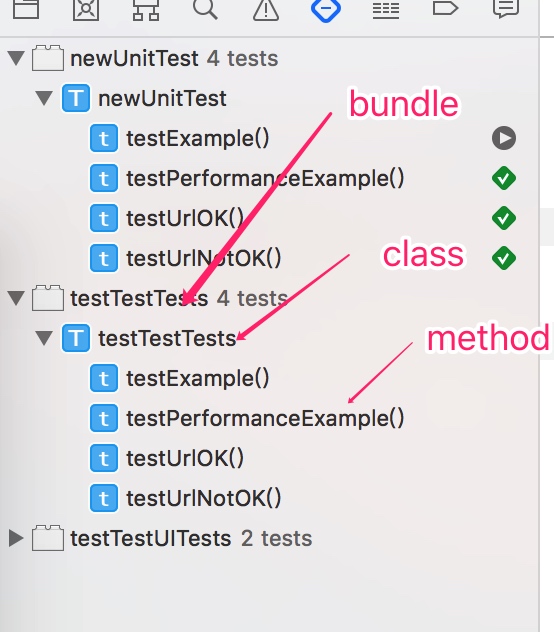 newUnitTest 4 tests
T newUnitTest
bundle
t testExample()
t testPerformanceExample()
t testUrlOK()
t testUrlNotOK()
class
testTestTests 4 tests
T testTestTests
method
t testExample()
t testPerformanceExample()
t testUrlOK()
t testUrlNotOK()
testTestUITests 2 tests